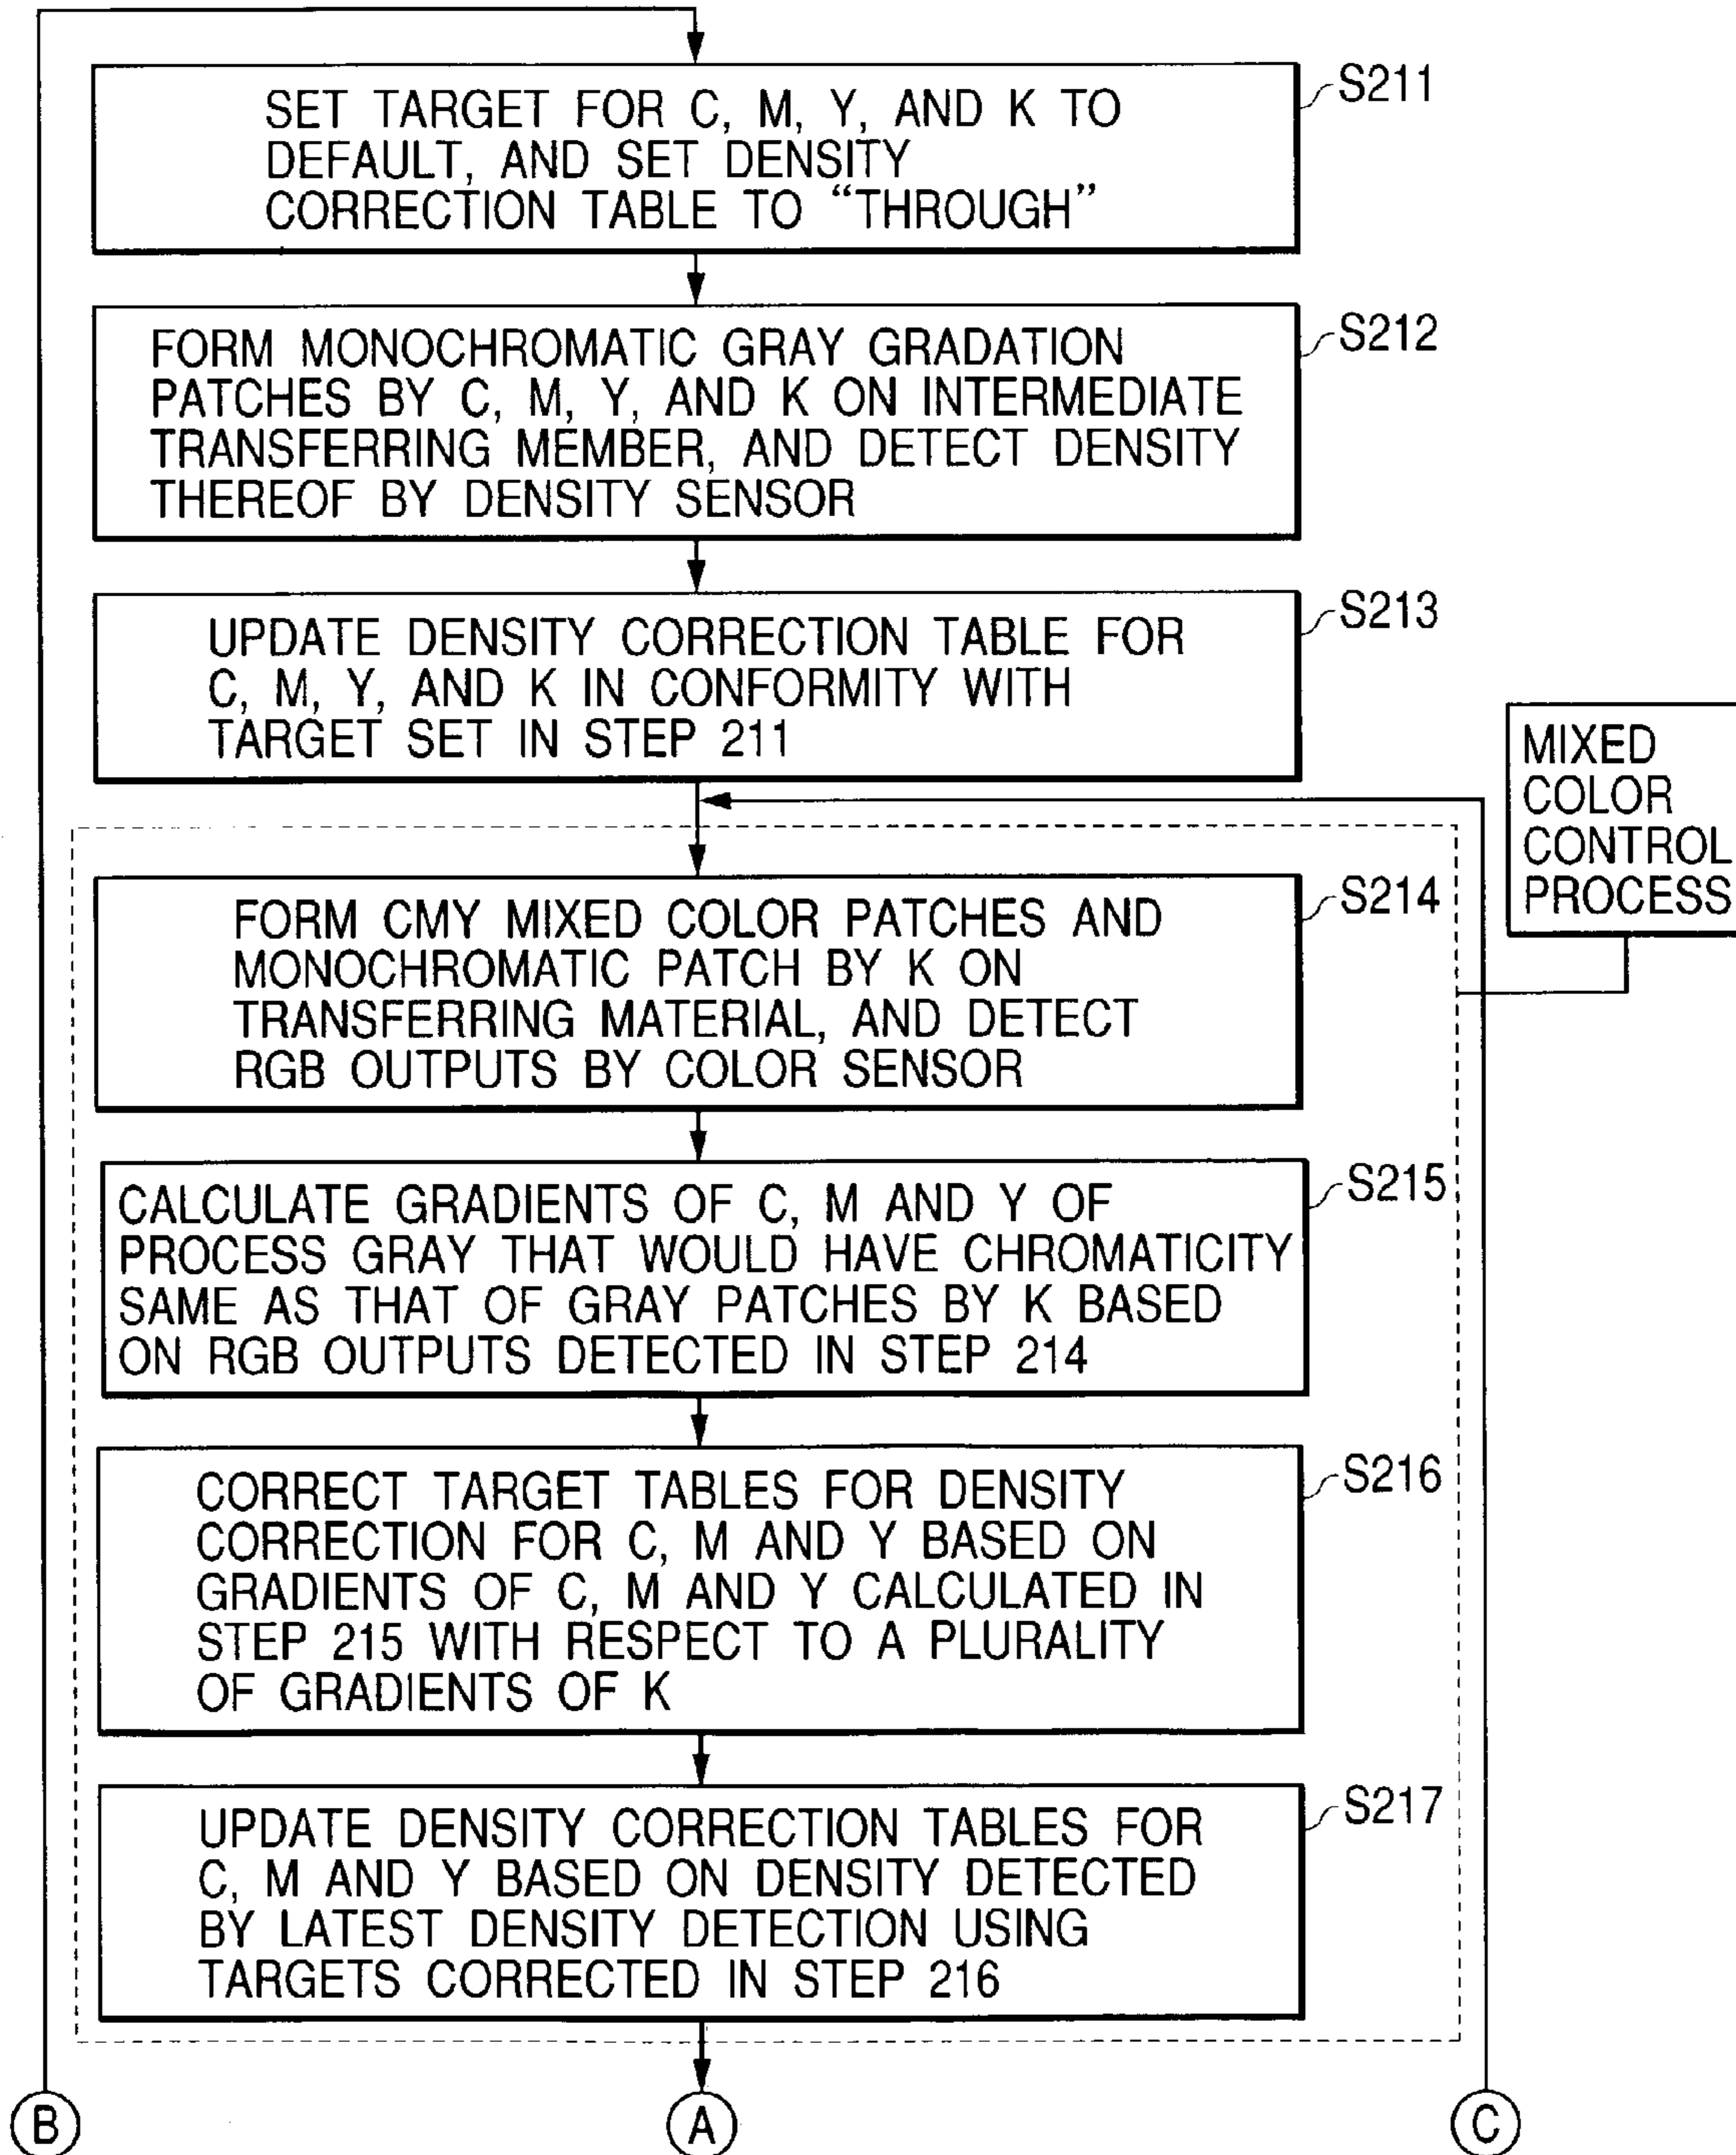 S211
SET TARGET FOR C, M, Y, AND K TO
DEFAULT, AND SET DENSITY
CORRECTION TABLE TO “THROUGH”
S212
FORM MONOCHROMATIC GRAY GRADATION
PATCHES BY C, M, Y, AND K ON INTERMEDIATE
TRANSFERRING MEMBER, AND DETECT DENSITY
THEREOF BY DENSITY SENSOR
S213
UPDATE DENSITY CORRECTION TABLE FOR
C, M, Y, AND K IN CONFORMITY WITH
TARGET SET IN STEP 211
MIXED
COLOR
CONTROL
PROCESS
S214
FORM CMY MIXED COLOR PATCHES AND
MONOCHROMATIC PATCH BY K ON
TRANSFERRING MATERIAL, AND DETECT
RGB OUTPUTS BY COLOR SENSOR
S215
CALCULATE GRADIENTS OF C, M AND Y OF
PROCESS GRAY THAT WOULD HAVE CHROMATICITY
SAME AS THAT OF GRAY PATCHES BY K BASED
ON RGB OUTPUTS DETECTED IN STEP 214
S216
CORRECT TARGET TABLES FOR DENSITY
CORRECTION FOR C, M AND Y BASED ON
GRADIENTS OF C, M AND Y CALCULATED IN
STEP 215 WITH RESPECT TO A PLURALITY
OF GRADIENTS OF K
S217
UPDATE DENSITY CORRECTION TABLES FOR
C, M AND Y BASED ON DENSITY DETECTED
BY LATEST DENSITY DETECTION USING
TARGETS CORRECTED IN STEP 216
B
A
C